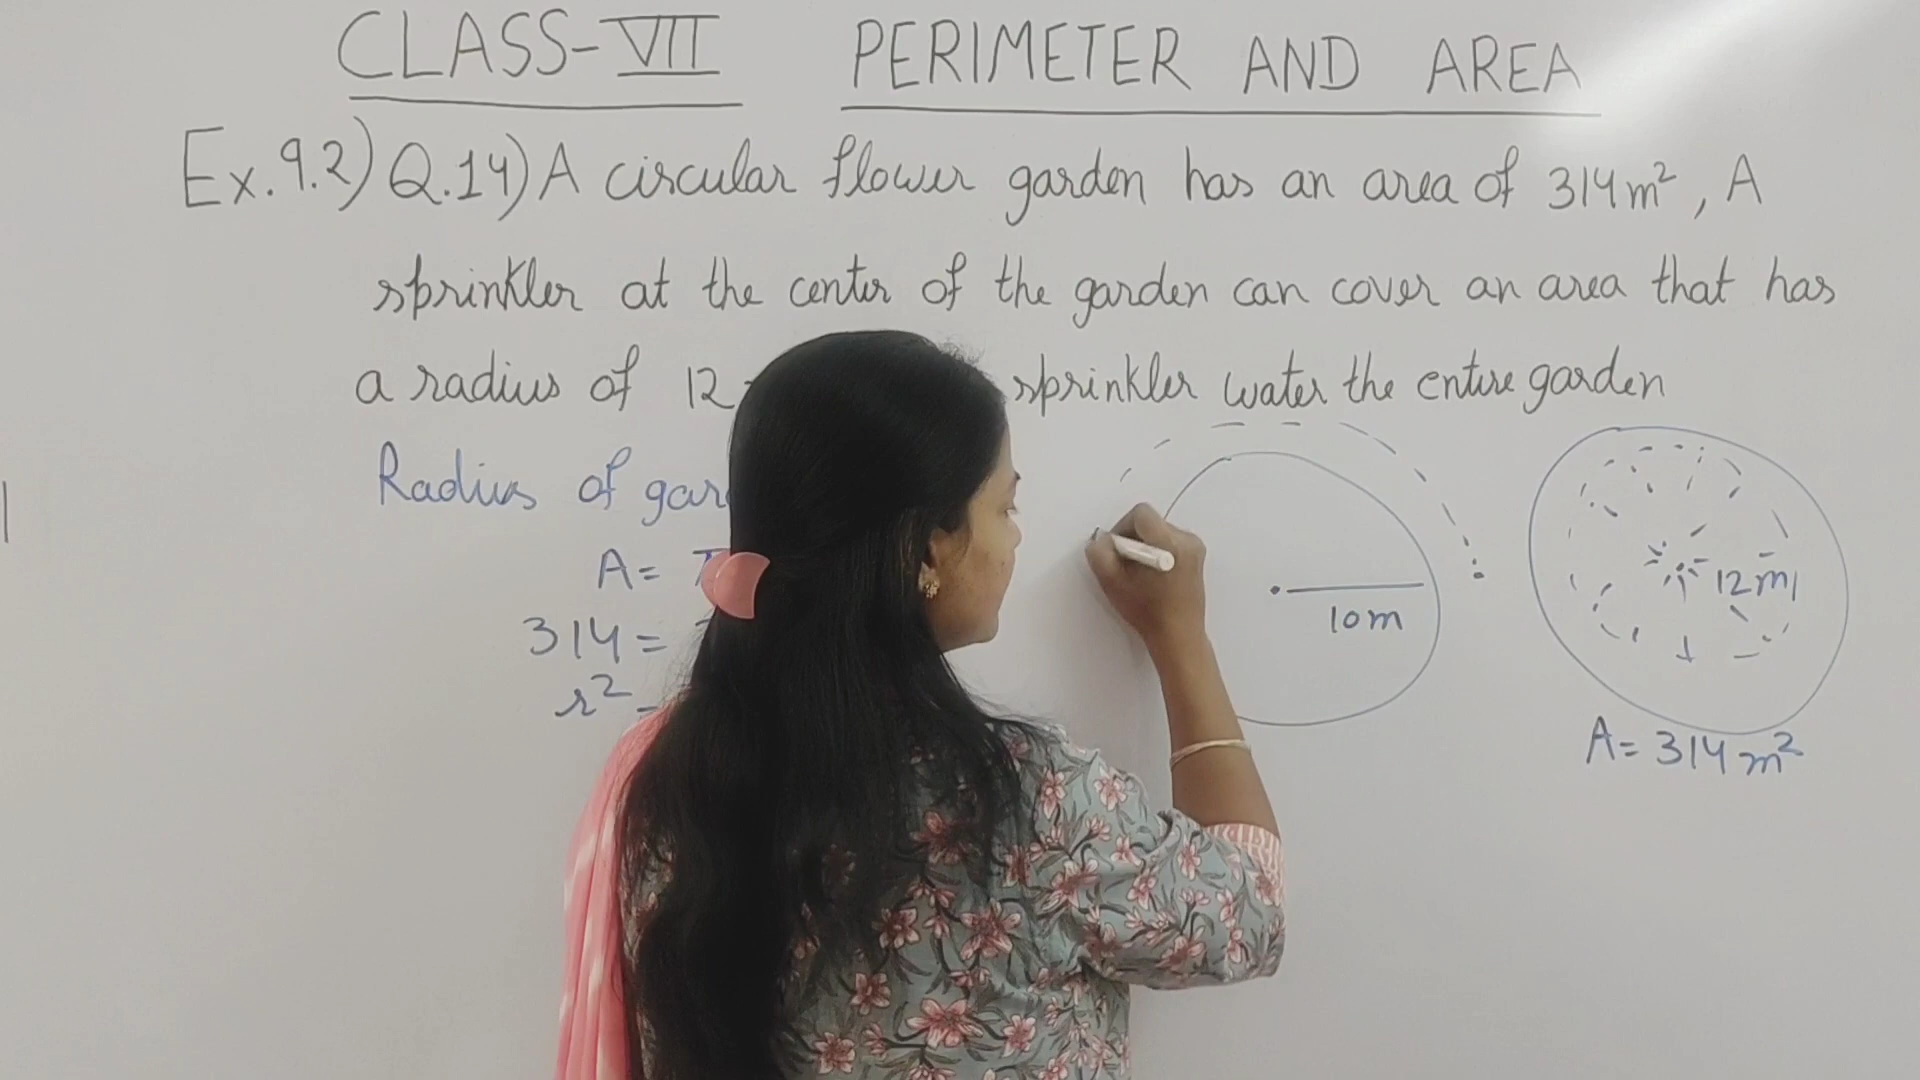 CLASS-VII PERIMETER AND AREA
Ex.9.2) Q.14) A circular flower garden has an area of 314 m², A
sprinkler at the center of the garden can cover an area that has
a radius of 12 sprinkler water the entire garden
Radius of
A =
314 =
r²
10m
12m
A = 314 m²